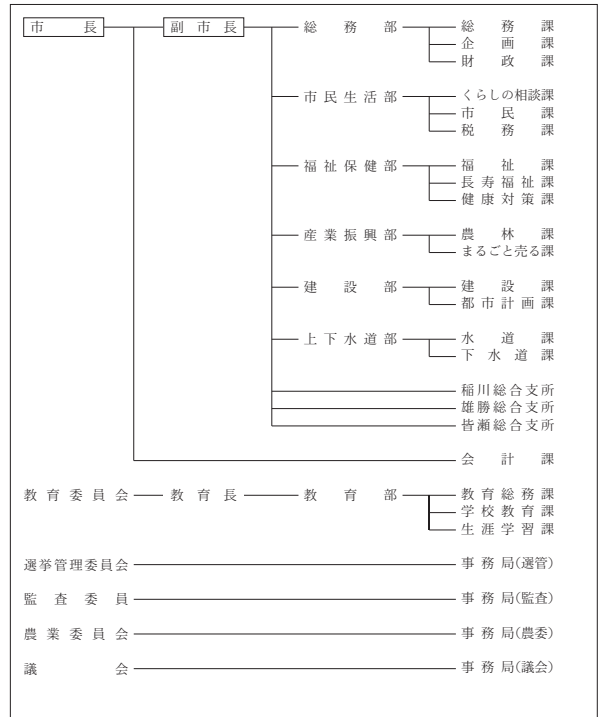 市長 副市長 総務部 総務課
企画課
財政課
市民生活部 くらしの相談課
市民課
税務課
福祉保健部 福祉課
長寿福祉課
健康対策課
産業振興部 農林課
まるごと売る課
建設部 建設課
都市計画課
上下水道部 水道課
下水道課
稲川総合支所
雄勝総合支所
皆瀬総合支所
会計課
教育委員会 教育長 教育部 教育総務課
学校教育課
生涯学習課
選挙管理委員会 事務局(選管)
監査委員 事務局(監査)
農業委員会 事務局(農委)
議会 事務局(議会)